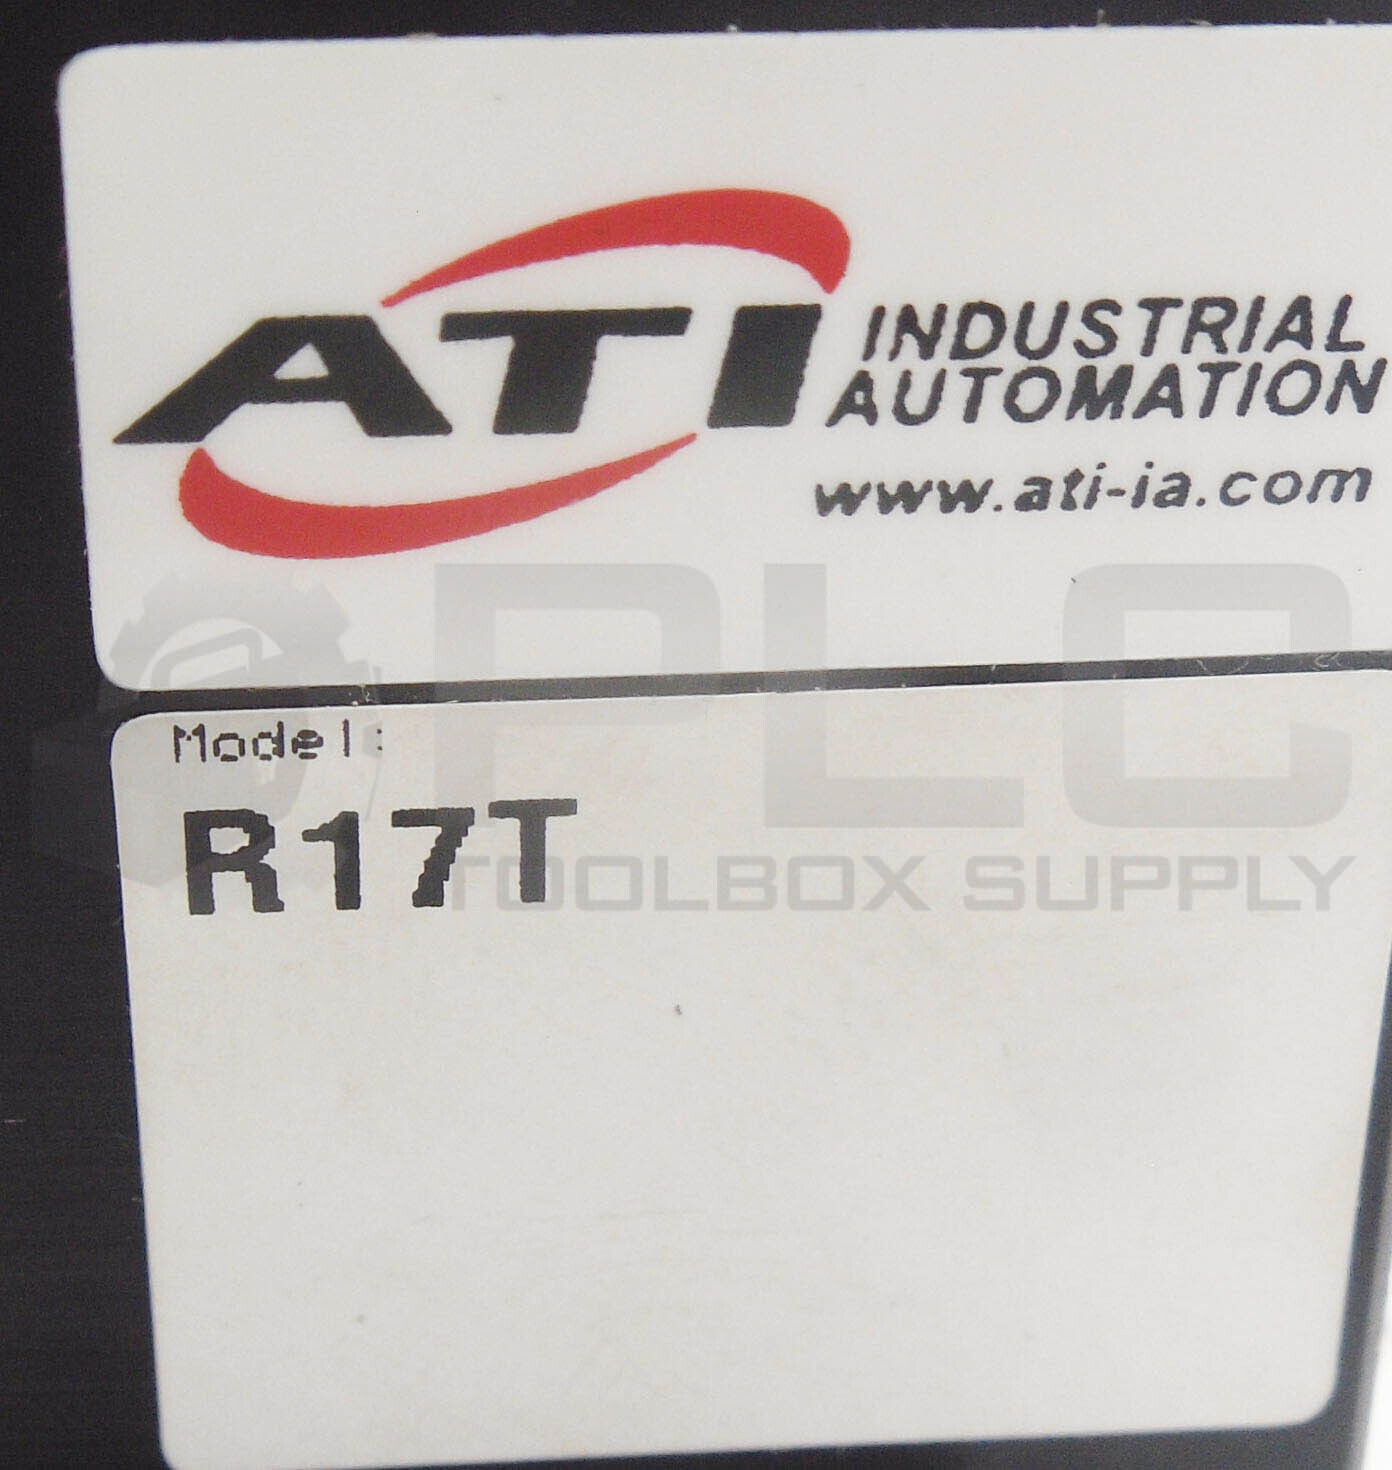 ATI INDUSTRIAL
AUTOMATION
www.ati-ia.com
PLC
TOOLBOX SUPPLY
Model:
R17T